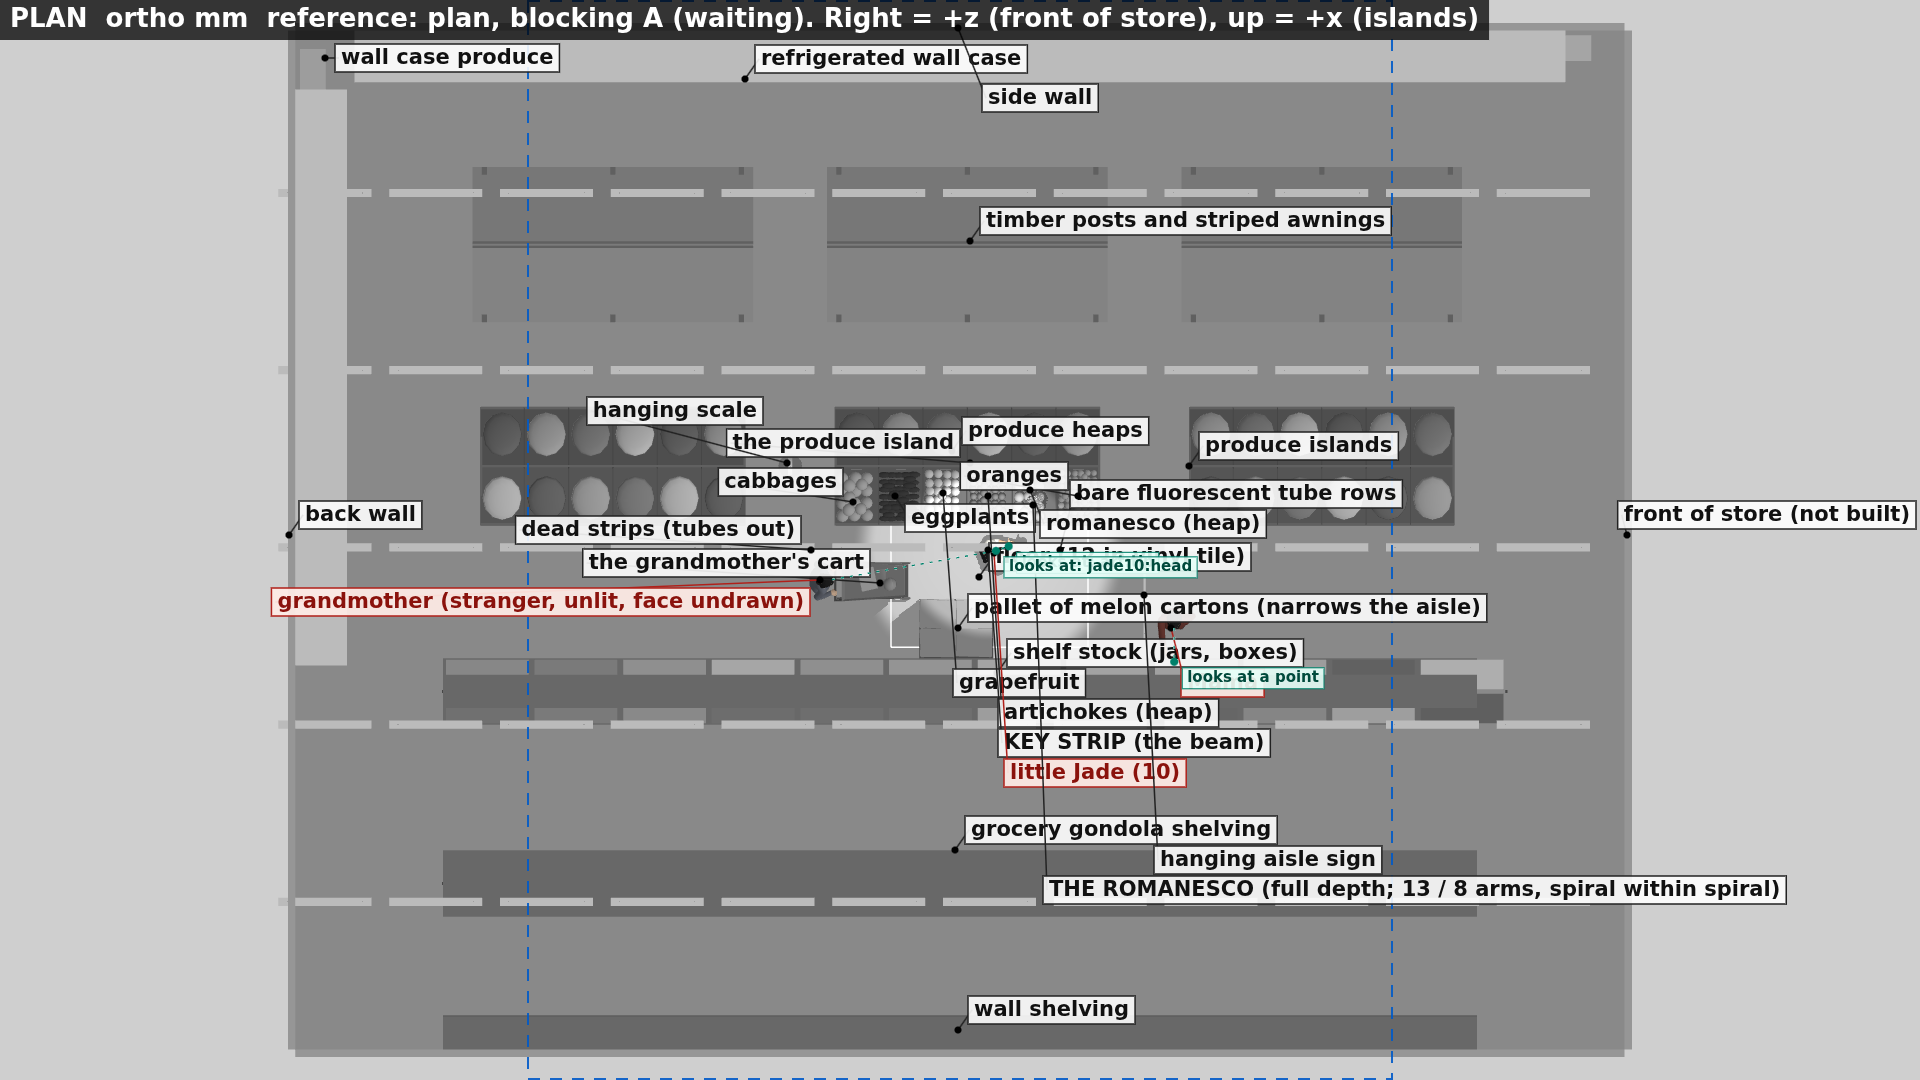 PLAN ortho mm reference: plan, blocking A (waiting). Right = +z (front of store), up = +x (islands)
wall case produce
refrigerated wall case
side wall
timber posts and striped awnings
hanging scale
the produce island
produce heaps
produce islands
cabbages
oranges
bare fluorescent tube rows
back wall
eggplants
romanesco (heap)
front of store (not built)
dead strips (tubes out)
the grandmother's cart
vinyl tile)
looks at: jade10:head
grandmother (stranger, unlit, face undrawn)
pallet of melon cartons (narrows the aisle)
shelf stock (jars, boxes)
looks at a point
grapefruit
artichokes (heap)
KEY STRIP (the beam)
little Jade (10)
grocery gondola shelving
hanging aisle sign
THE ROMANESCO (full depth; 13 / 8 arms, spiral within spiral)
wall shelving